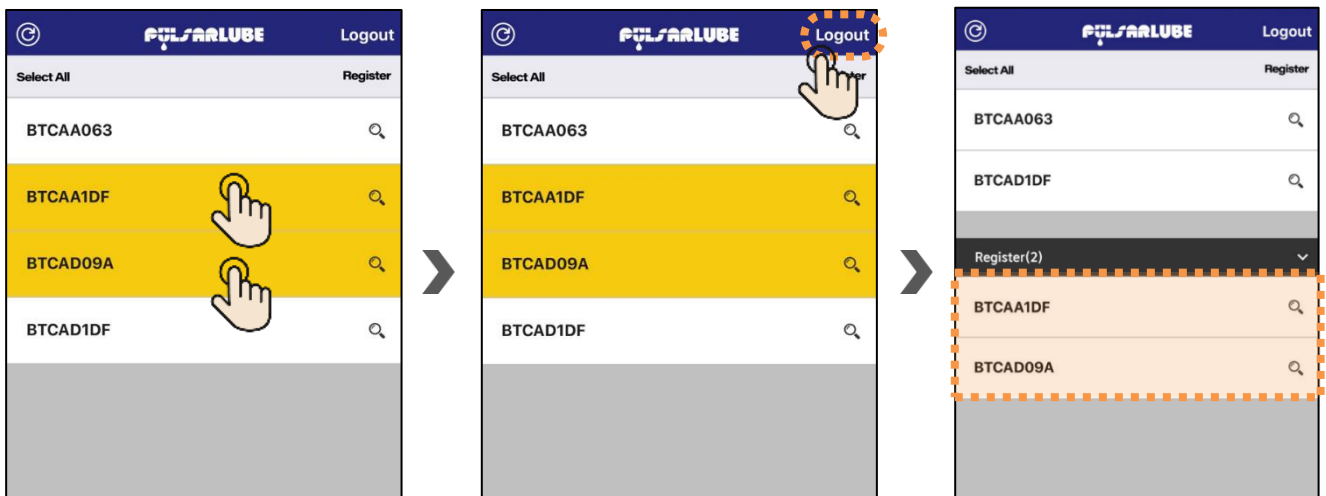 PULSARLUBE Logout
Select All Register
BTCAA063
BTCAA1DF
BTCAD09A
BTCAD1DF
PULSARLUBE Logout
Select All
BTCAA063
BTCAA1DF
BTCAD09A
BTCAD1DF
PULSARLUBE Logout
Select All Register
BTCAA063
BTCAD1DF
Register(2)
BTCAA1DF
BTCAD09A